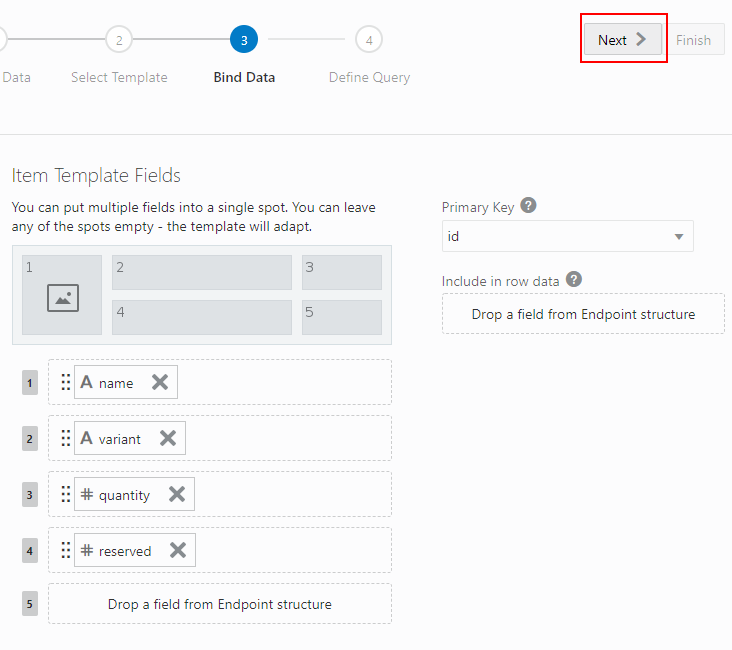 2
3
4
Data
Select Template
Bind Data
Define Query
Next
Finish
Item Template Fields
You can put multiple fields into a single spot. You can leave
any of the spots empty - the template will adapt.
1
2
3
4
5
1
A name
2
A variant
3
# quantity
4
# reserved
5
Drop a field from Endpoint structure
Primary Key ?
id
Include in row data ?
Drop a field from Endpoint structure